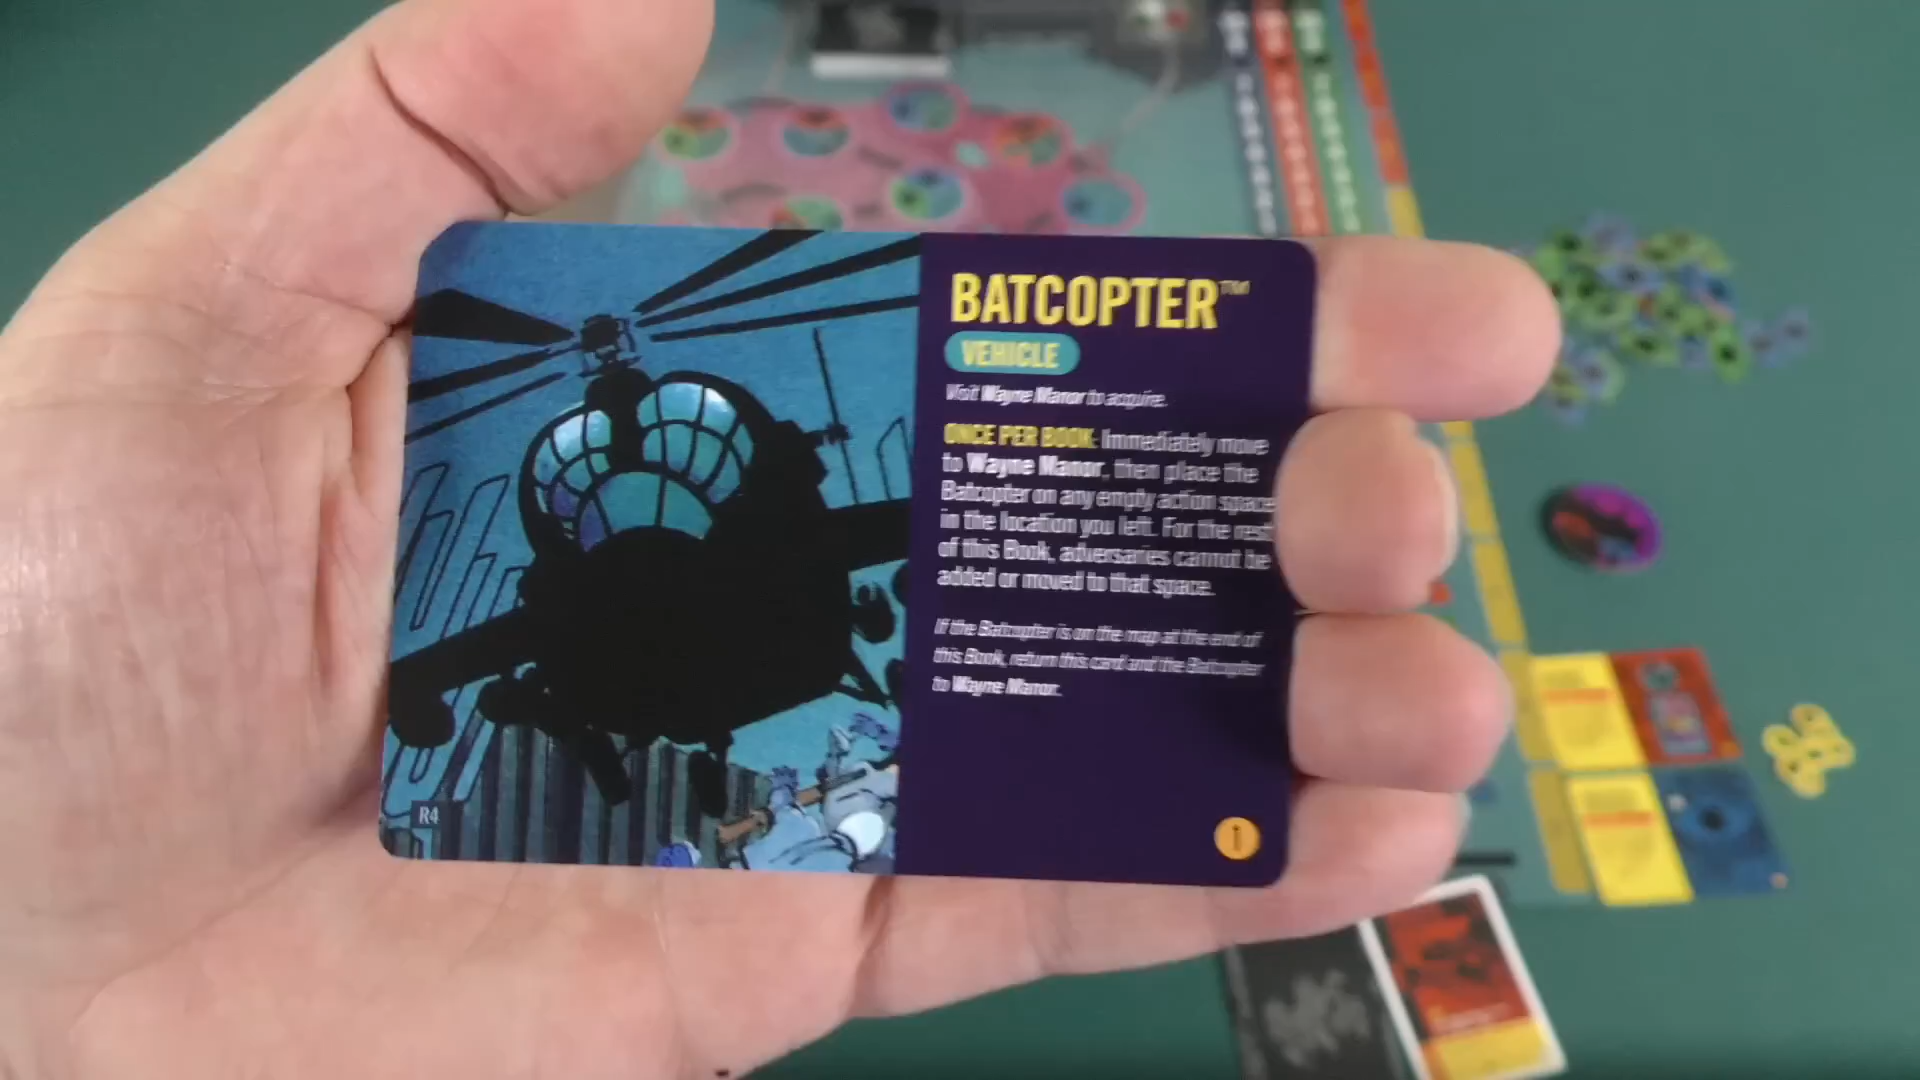 BATCOPTER™
VEHICLE
Visit Wayne Manor to acquire.
ONCE PER BOOK: Immediately move
to Wayne Manor, then place the
Batcopter on any empty action space
in the location you left. For the rest
of this Book, adversaries cannot be
added or moved to that space.
If the Batcopter is on the map at the end of
this Book, return this card and the Batcopter
to Wayne Manor.
R4
1